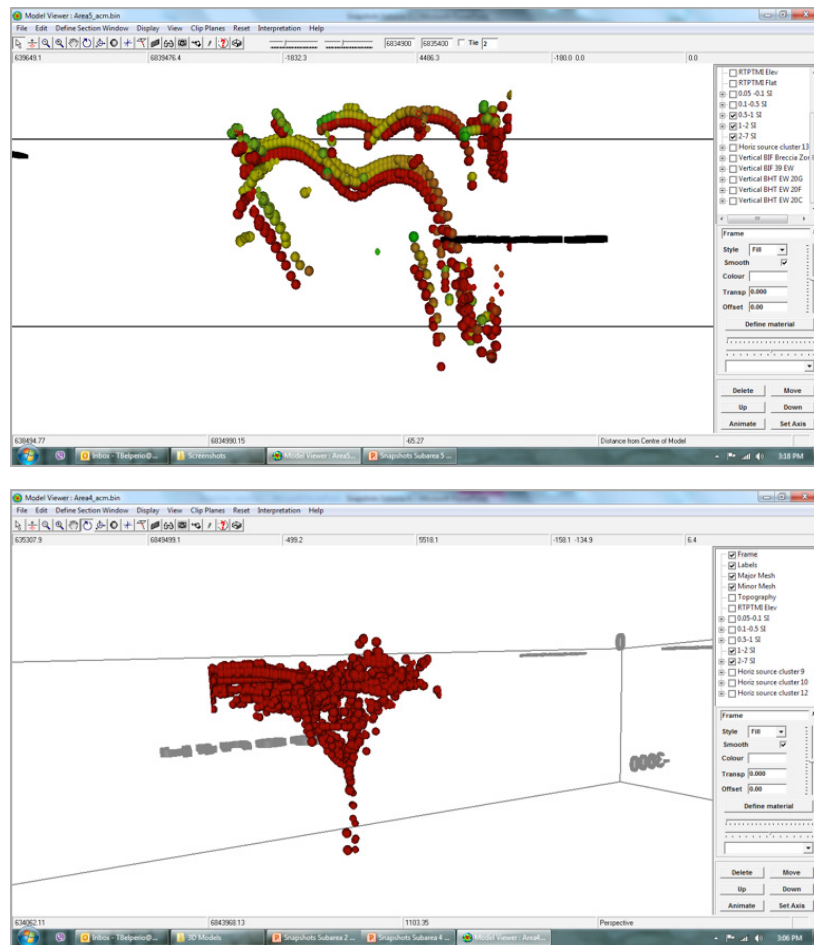 Model Viewer : Area5_acm.bin
File Edit Define Section Window Display View Clip Planes Reset Interpretation Help
6834900 6835400 Tie 2
639649.1 6839476.4 -1832.3 4486.3 -180.0 0.0 0.0
RTPTMI Elev
RTPTMI Flat
0.05 -0.1 SI
0.1-0.5 SI
0.5-1 SI
1-2 SI
2-7 SI
Horiz source cluster 13
Vertical BIF Breccia Zo
Vertical BIF 39 EW
Vertical BHT EW 20G
Vertical BHT EW 20F
Vertical BHT EW 20C
Frame
Style Fill
Smooth
Colour
Transp 0.000
Offset 0.00
Define material
Delete Move
Up Down
Animate Set Axis
638494.77 6834990.15 -65.27 Distance from Centre of Model
Inbox - TBelperio@... Screenshots Model Viewer : Area5... Snapshots Subarea 5 ... 3:18 PM
Model Viewer : Area4_acm.bin
File Edit Define Section Window Display View Clip Planes Reset Interpretation Help
635307.9 6849499.1 -499.2 5518.1 -158.1 -134.9 6.4
Frame
Labels
Major Mesh
Minor Mesh
Topography
RTPTMI Elev
0.05-0.1 SI
0.1-0.5 SI
0.5-1 SI
1-2 SI
2-7 SI
Horiz source cluster 9
Horiz source cluster 10
Horiz source cluster 12
0
-3800
Frame
Style Fill
Smooth
Colour
Transp 0.000
Offset 0.00
Define material
Delete Move
Up Down
Animate Set Axis
634062.11 6843968.13 1103.35 Perspective
Inbox - TBelperio@... 3D Models Snapshots Subarea 2 ... Snapshots Subarea 4 ... Model Viewer : Area4... 3:06 PM